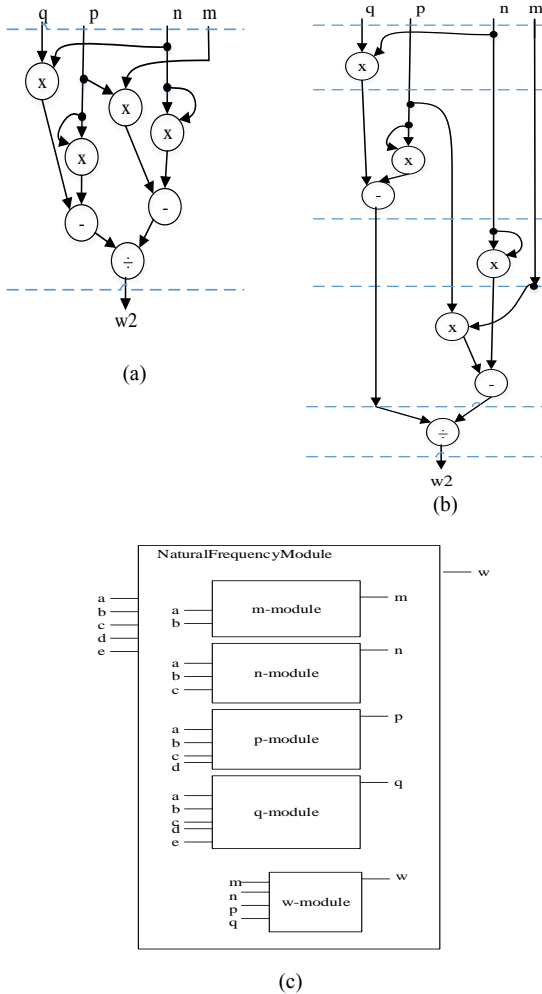 q p n m
x
x
x
x
-
-
÷
w2
(a)
q p n m
x
x
-
x
x
-
÷
w2
(b)
NaturalFrequencyModule
w
a
b
c
d
e
a
b
m-module
m
a
b
c
n-module
n
a
b
c
d
p-module
p
a
b
c
d
e
q-module
q
m
n
p
q
w-module
w
(c)